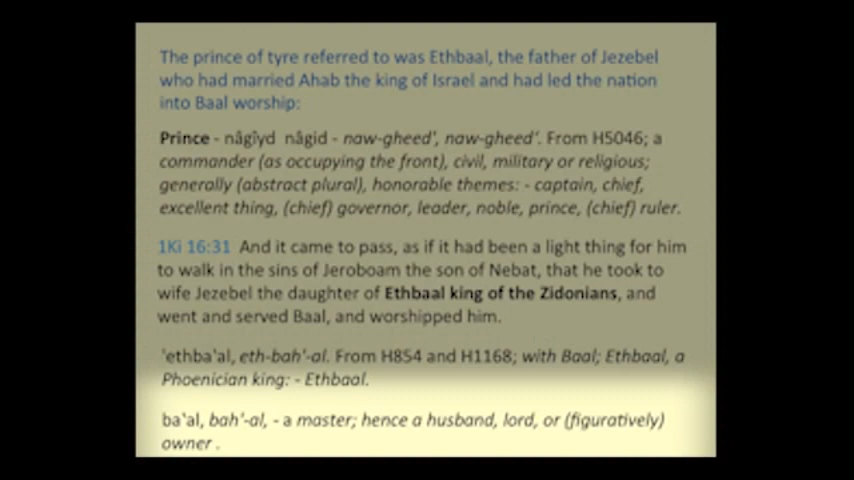 The prince of tyre referred to was Ethbaal, the father of Jezebel
who had married Ahab the king of Israel and had led the nation
into Baal worship:
Prince - nâgîyd nâgid - naw-gheed', naw-gheed'. From H5046; a
commander (as occupying the front), civil, military or religious;
generally (abstract plural), honorable themes: - captain, chief,
excellent thing, (chief) governor, leader, noble, prince, (chief) ruler.
1Ki 16:31 And it came to pass, as if it had been a light thing for him
to walk in the sins of Jeroboam the son of Nebat, that he took to
wife Jezebel the daughter of Ethbaal king of the Zidonians, and
went and served Baal, and worshipped him.
'ethba'al, eth-bah'-al. From H854 and H1168; with Baal; Ethbaal, a
Phoenician king: - Ethbaal.
ba'al, bah'-al, - a master; hence a husband, lord, or (figuratively)
owner .